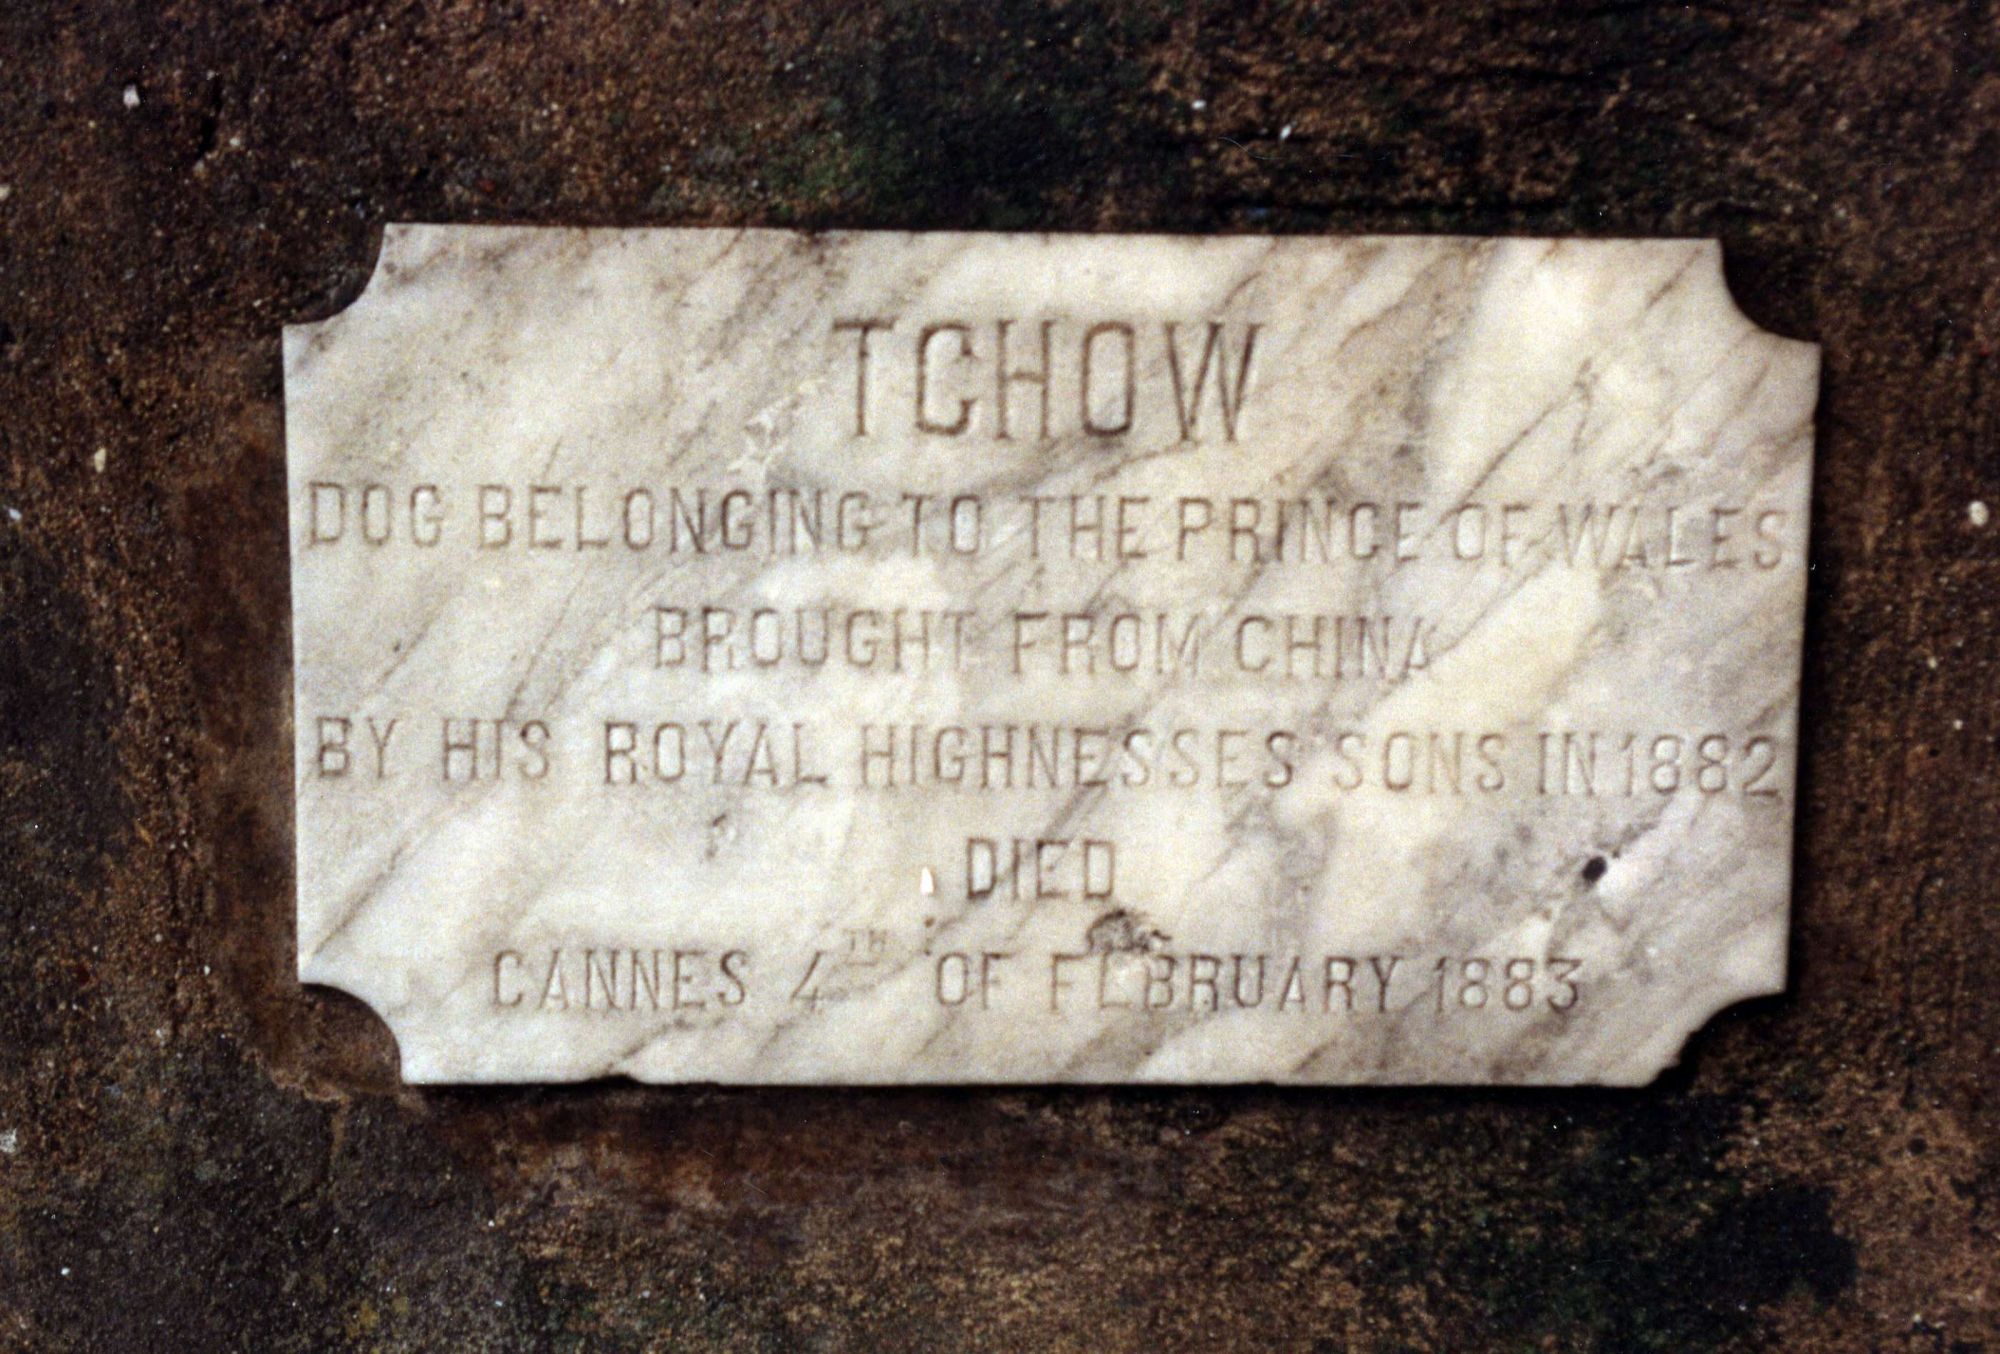 TCHOW
DOG BELONGING TO THE PRINCE OF WALES
BROUGHT FROM CHINA
BY HIS ROYAL HIGHNESSES SONS IN 1882
DIED
CANNES 4TH OF FEBRUARY 1883